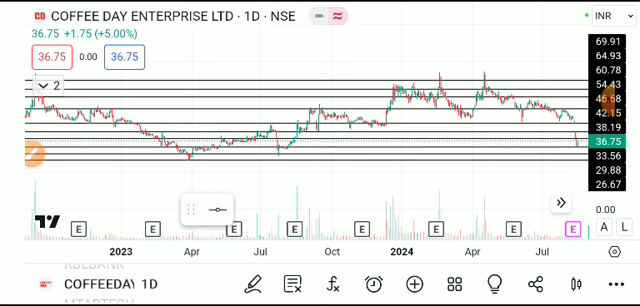 COFFEE DAY ENTERPRISE LTD · 1D · NSE
INR
36.75 +1.75 (+5.00%)
36.75 0.00 36.75
2
69.91
64.93
60.78
54.43
46.68
42.15
38.19
36.75
33.56
29.88
26.67
0.00
E E E E E E E E
A L
2023 Apr Jul Oct 2024 Apr Jul
RBLBANK
COFFEEDAY 1D